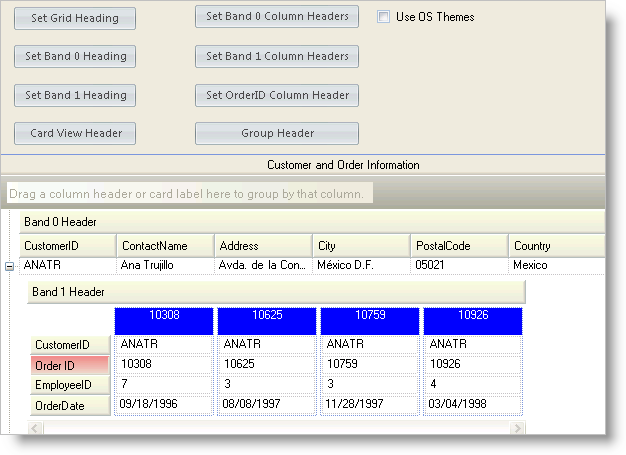 Set Grid Heading Set Band 0 Column Headers Use OS Themes
Set Band 0 Heading Set Band 1 Column Headers
Set Band 1 Heading Set OrderID Column Header
Card View Header Group Header
Customer and Order Information
Drag a column header or card label here to group by that column.
Band 0 Header
CustomerID ContactName Address City PostalCode Country
ANATR Ana Trujillo Avda. de la Con... México D.F. 05021 Mexico
Band 1 Header
10308 10625 10759 10926
CustomerID ANATR ANATR ANATR ANATR
Order ID 10308 10625 10759 10926
EmployeeID 7 3 3 4
OrderDate 09/18/1996 08/08/1997 11/28/1997 03/04/1998